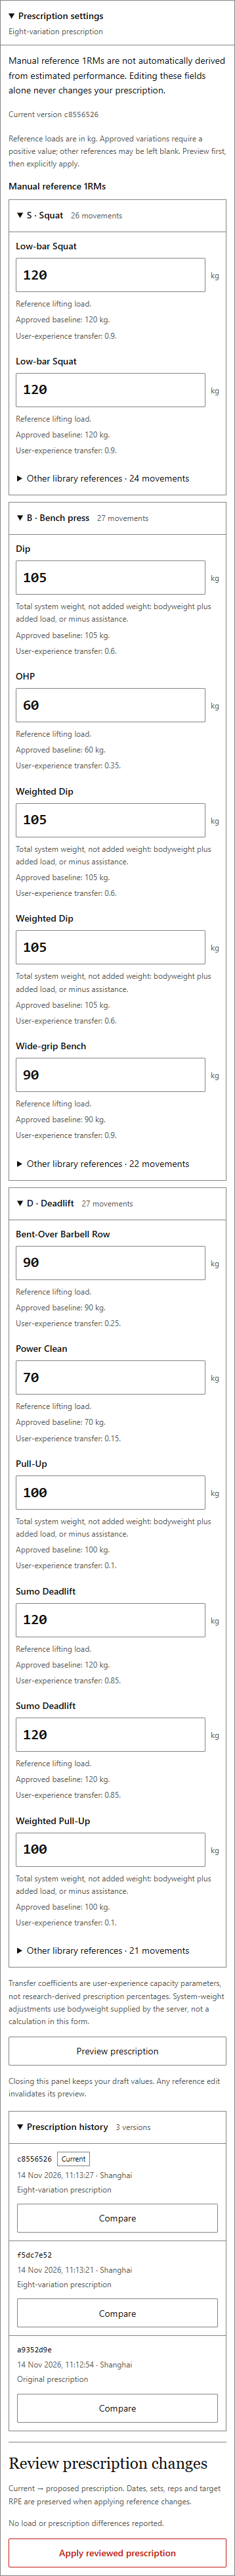 ▼ Prescription settings
Eight-variation prescription
Manual reference 1RMs are not automatically derived
from estimated performance. Editing these fields
alone never changes your prescription.
Current version c8556526
Reference loads are in kg. Approved variations require a
positive value; other references may be left blank. Preview first,
then explicitly apply.
Manual reference 1RMs
▼ S · Squat 26 movements
Low-bar Squat
120 kg
Reference lifting load.
Approved baseline: 120 kg.
User-experience transfer: 0.9.
Low-bar Squat
120 kg
Reference lifting load.
Approved baseline: 120 kg.
User-experience transfer: 0.9.
▶ Other library references · 24 movements
▼ B · Bench press 27 movements
Dip
105 kg
Total system weight, not added weight: bodyweight plus
added load, or minus assistance.
Approved baseline: 105 kg.
User-experience transfer: 0.6.
OHP
60 kg
Reference lifting load.
Approved baseline: 60 kg.
User-experience transfer: 0.35.
Weighted Dip
105 kg
Total system weight, not added weight: bodyweight plus
added load, or minus assistance.
Approved baseline: 105 kg.
User-experience transfer: 0.6.
Weighted Dip
105 kg
Total system weight, not added weight: bodyweight plus
added load, or minus assistance.
Approved baseline: 105 kg.
User-experience transfer: 0.6.
Wide-grip Bench
90 kg
Reference lifting load.
Approved baseline: 90 kg.
User-experience transfer: 0.9.
▶ Other library references · 22 movements
▼ D · Deadlift 27 movements
Bent-Over Barbell Row
90 kg
Reference lifting load.
Approved baseline: 90 kg.
User-experience transfer: 0.25.
Power Clean
70 kg
Reference lifting load.
Approved baseline: 70 kg.
User-experience transfer: 0.15.
Pull-Up
100 kg
Total system weight, not added weight: bodyweight plus
added load, or minus assistance.
Approved baseline: 100 kg.
User-experience transfer: 0.1.
Sumo Deadlift
120 kg
Reference lifting load.
Approved baseline: 120 kg.
User-experience transfer: 0.85.
Sumo Deadlift
120 kg
Reference lifting load.
Approved baseline: 120 kg.
User-experience transfer: 0.85.
Weighted Pull-Up
100 kg
Total system weight, not added weight: bodyweight plus
added load, or minus assistance.
Approved baseline: 100 kg.
User-experience transfer: 0.1.
▶ Other library references · 21 movements
Transfer coefficients are user-experience capacity parameters,
not research-derived prescription percentages. System-weight
adjustments use bodyweight supplied by the server, not a
calculation in this form.
Preview prescription
Closing this panel keeps your draft values. Any reference edit
invalidates its preview.
▼ Prescription history 3 versions
c8556526 Current
14 Nov 2026, 11:13:27 · Shanghai
Eight-variation prescription
Compare
f5dc7e52
14 Nov 2026, 11:13:21 · Shanghai
Eight-variation prescription
Compare
a9352d9e
14 Nov 2026, 11:12:54 · Shanghai
Original prescription
Compare
Review prescription changes
Current → proposed prescription. Dates, sets, reps and target
RPE are preserved when applying reference changes.
No load or prescription differences reported.
Apply reviewed prescription